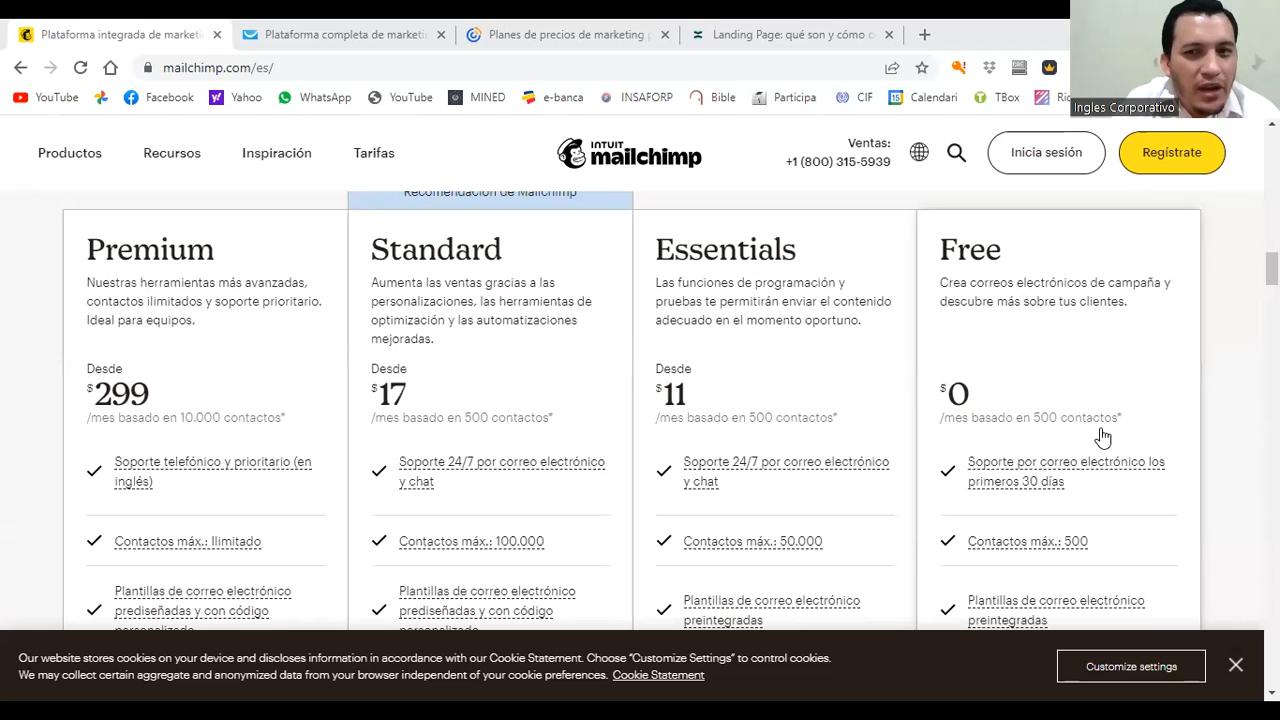 Plataforma integrada de marketi
Plataforma completa de marketi
Planes de precios de marketing p
Landing Page: qué son y cómo c
mailchimp.com/es/
YouTube
Facebook
Yahoo
WhatsApp
YouTube
MINED
e-banca
INSAFORP
Bible
Participa
CIF
Calendari
TBox
Ingles Corporativo
Productos
Recursos
Inspiración
Tarifas
INTUIT
mailchimp
Ventas:
+1 (800) 315-5939
Inicia sesión
Regístrate
Recomendación de Mailchimp
Premium
Nuestras herramientas más avanzadas,
contactos ilimitados y soporte prioritario.
Ideal para equipos.
Desde
$299
/mes basado en 10.000 contactos*
Soporte telefónico y prioritario (en
inglés)
Contactos máx.: Ilimitado
Plantillas de correo electrónico
prediseñadas y con código
personalizado
Standard
Aumenta las ventas gracias a las
personalizaciones, las herramientas de
optimización y las automatizaciones
mejoradas.
Desde
$17
/mes basado en 500 contactos*
Soporte 24/7 por correo electrónico
y chat
Contactos máx.: 100.000
Plantillas de correo electrónico
prediseñadas y con código
personalizado
Essentials
Las funciones de programación y
pruebas te permitirán enviar el contenido
adecuado en el momento oportuno.
Desde
$11
/mes basado en 500 contactos*
Soporte 24/7 por correo electrónico
y chat
Contactos máx.: 50.000
Plantillas de correo electrónico
preintegradas
Free
Crea correos electrónicos de campaña y
descubre más sobre tus clientes.
$0
/mes basado en 500 contactos*
Soporte por correo electrónico los
primeros 30 días
Contactos máx.: 500
Plantillas de correo electrónico
preintegradas
Our website stores cookies on your device and discloses information in accordance with our Cookie Statement. Choose "Customize Settings" to control cookies.
We may collect certain aggregate and anonymized data from your browser independent of your cookie preferences. Cookie Statement
Customize settings